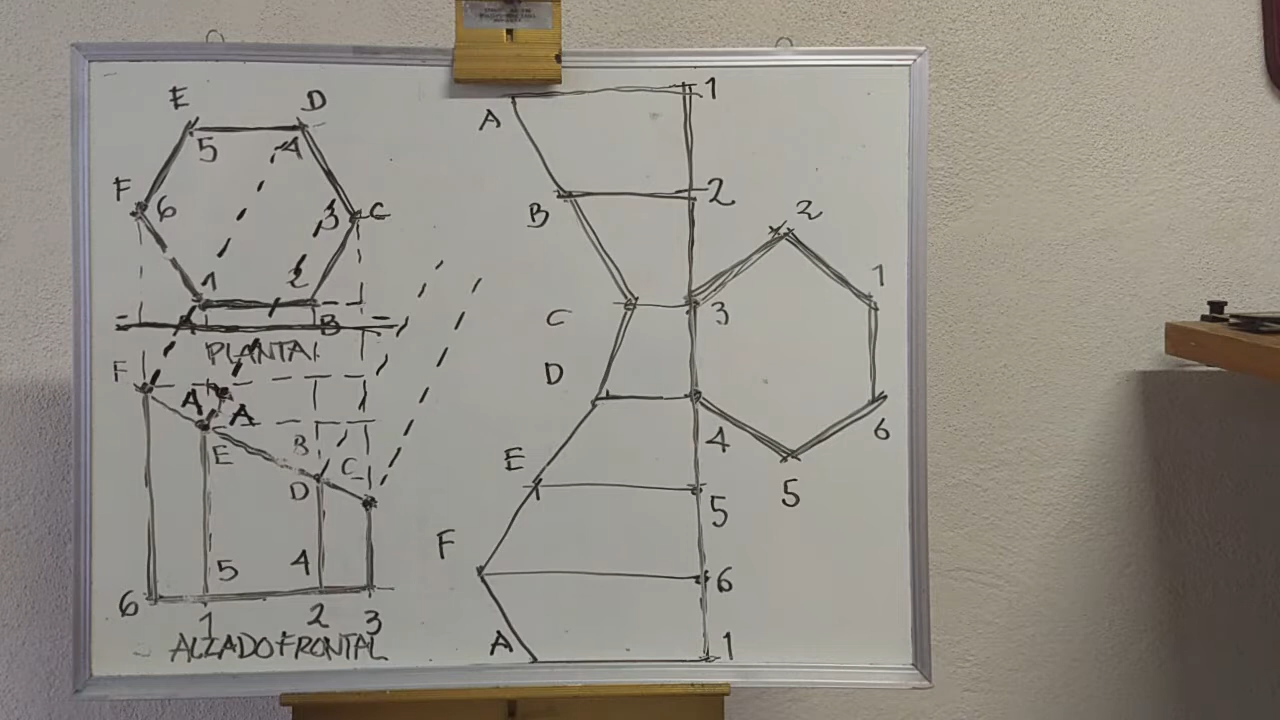 E D
5 4
F 6 3 C
1 2
B
PLANTA
F
A A
E B C
D
5 4
6 1 2 3
ALZADO FRONTAL
A 1
B 2
C 3
D 4
E 5
F 6
A 1
2
1
6
5